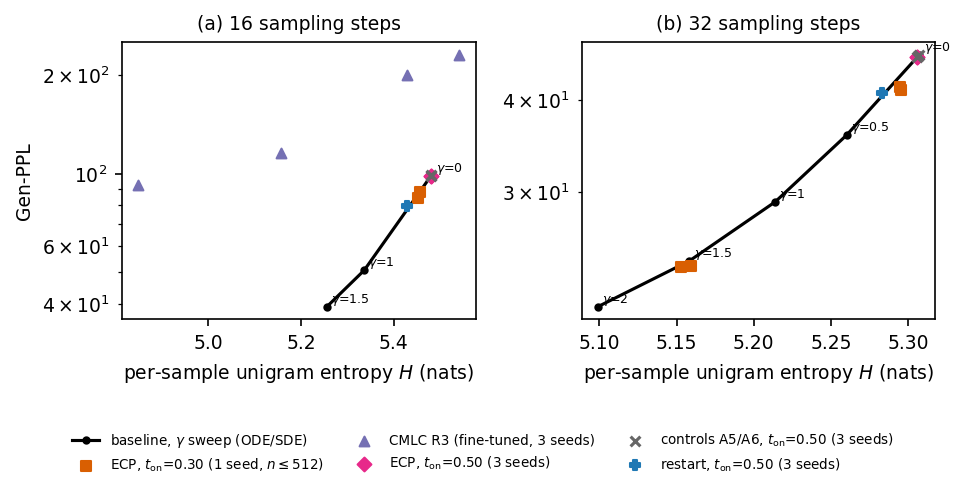 (a) 16 sampling steps
(b) 32 sampling steps
Gen-PPL
2 × 10²
10²
6 × 10¹
4 × 10¹
γ=0
γ=1
γ=1.5
5.0 5.2 5.4
per-sample unigram entropy H (nats)
4 × 10¹
3 × 10¹
γ=0
γ=0.5
γ=1
γ=1.5
γ=2
5.10 5.15 5.20 5.25 5.30
per-sample unigram entropy H (nats)
baseline, γ sweep (ODE/SDE)
ECP, t_on=0.30 (1 seed, n ≤ 512)
CMLC R3 (fine-tuned, 3 seeds)
ECP, t_on=0.50 (3 seeds)
controls A5/A6, t_on=0.50 (3 seeds)
restart, t_on=0.50 (3 seeds)